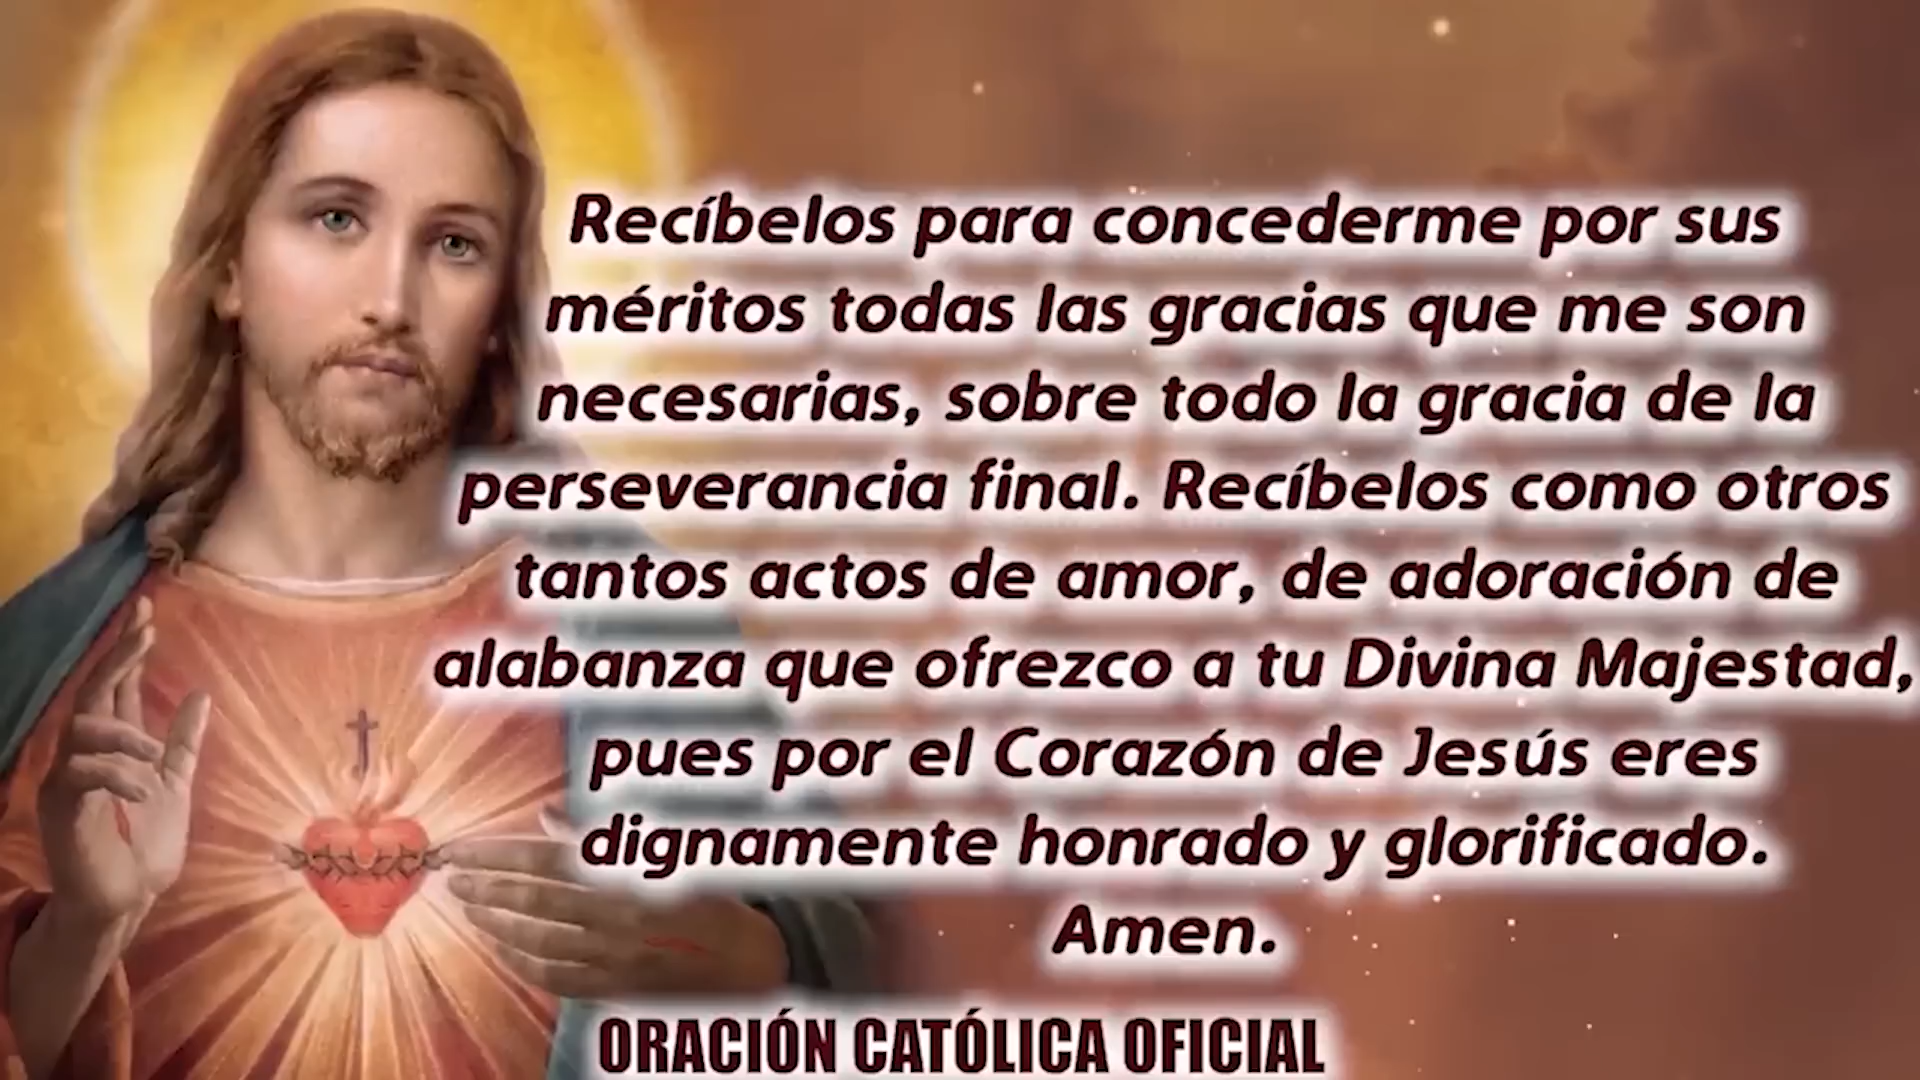 Recíbelos para concederme por sus
méritos todas las gracias que me son
necesarias, sobre todo la gracia de la
perseverancia final. Recíbelos como otros
tantos actos de amor, de adoración de
alabanza que ofrezco a tu Divina Majestad,
pues por el Corazón de Jesús eres
dignamente honrado y glorificado.
Amen.
ORACIÓN CATÓLICA OFICIAL